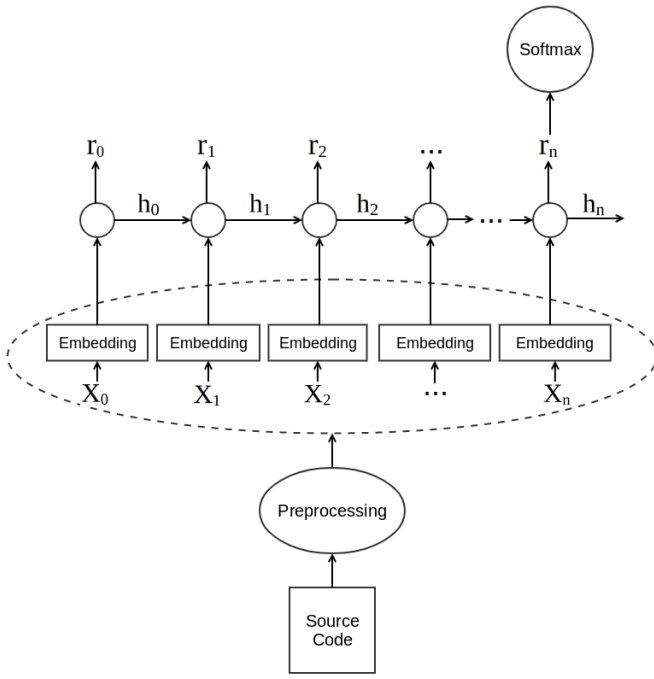 Softmax
r₀ r₁ r₂ ... rₙ
h₀ h₁ h₂ ... hₙ
Embedding Embedding Embedding Embedding Embedding
X₀ X₁ X₂ ... Xₙ
Preprocessing
Source
Code